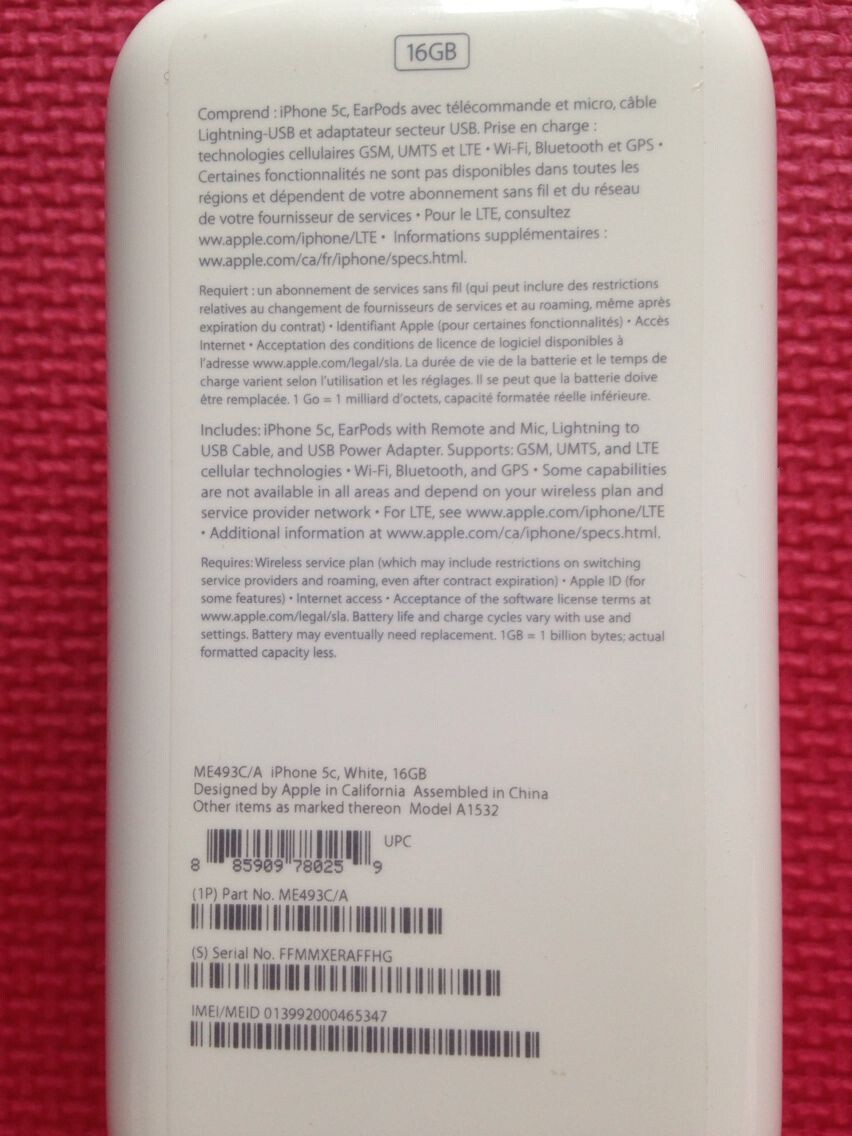 16GB
Comprend : iPhone 5c, EarPods avec télécommande et micro, câble
Lightning-USB et adaptateur secteur USB. Prise en charge :
technologies cellulaires GSM, UMTS et LTE • Wi-Fi, Bluetooth et GPS •
Certaines fonctionnalités ne sont pas disponibles dans toutes les
régions et dépendent de votre abonnement sans fil et du réseau
de votre fournisseur de services • Pour le LTE, consultez
ww.apple.com/iphone/LTE • Informations supplémentaires :
ww.apple.com/ca/fr/iphone/specs.html.
Requiert : un abonnement de services sans fil (qui peut inclure des restrictions
relatives au changement de fournisseurs de services et au roaming, même après
expiration du contrat) • Identifiant Apple (pour certaines fonctionnalités) • Accès
Internet • Acceptation des conditions de licence de logiciel disponibles à
l'adresse www.apple.com/legal/sla. La durée de vie de la batterie et le temps de
charge varient selon l'utilisation et les réglages. Il se peut que la batterie doive
être remplacée. 1 Go = 1 milliard d'octets, capacité formatée réelle inférieure.
Includes: iPhone 5c, EarPods with Remote and Mic, Lightning to
USB Cable, and USB Power Adapter. Supports: GSM, UMTS, and LTE
cellular technologies • Wi-Fi, Bluetooth, and GPS • Some capabilities
are not available in all areas and depend on your wireless plan and
service provider network • For LTE, see www.apple.com/iphone/LTE
• Additional information at www.apple.com/ca/iphone/specs.html.
Requires: Wireless service plan (which may include restrictions on switching
service providers and roaming, even after contract expiration) • Apple ID (for
some features) • Internet access • Acceptance of the software license terms at
www.apple.com/legal/sla. Battery life and charge cycles vary with use and
settings. Battery may eventually need replacement. 1GB = 1 billion bytes; actual
formatted capacity less.
ME493C/A iPhone 5c, White, 16GB
Designed by Apple in California Assembled in China
Other items as marked thereon Model A1532
UPC
8 85909 78025 9
(1P) Part No. ME493C/A
(S) Serial No. FFMMXERAFFHG
IMEI/MEID 013992000465347